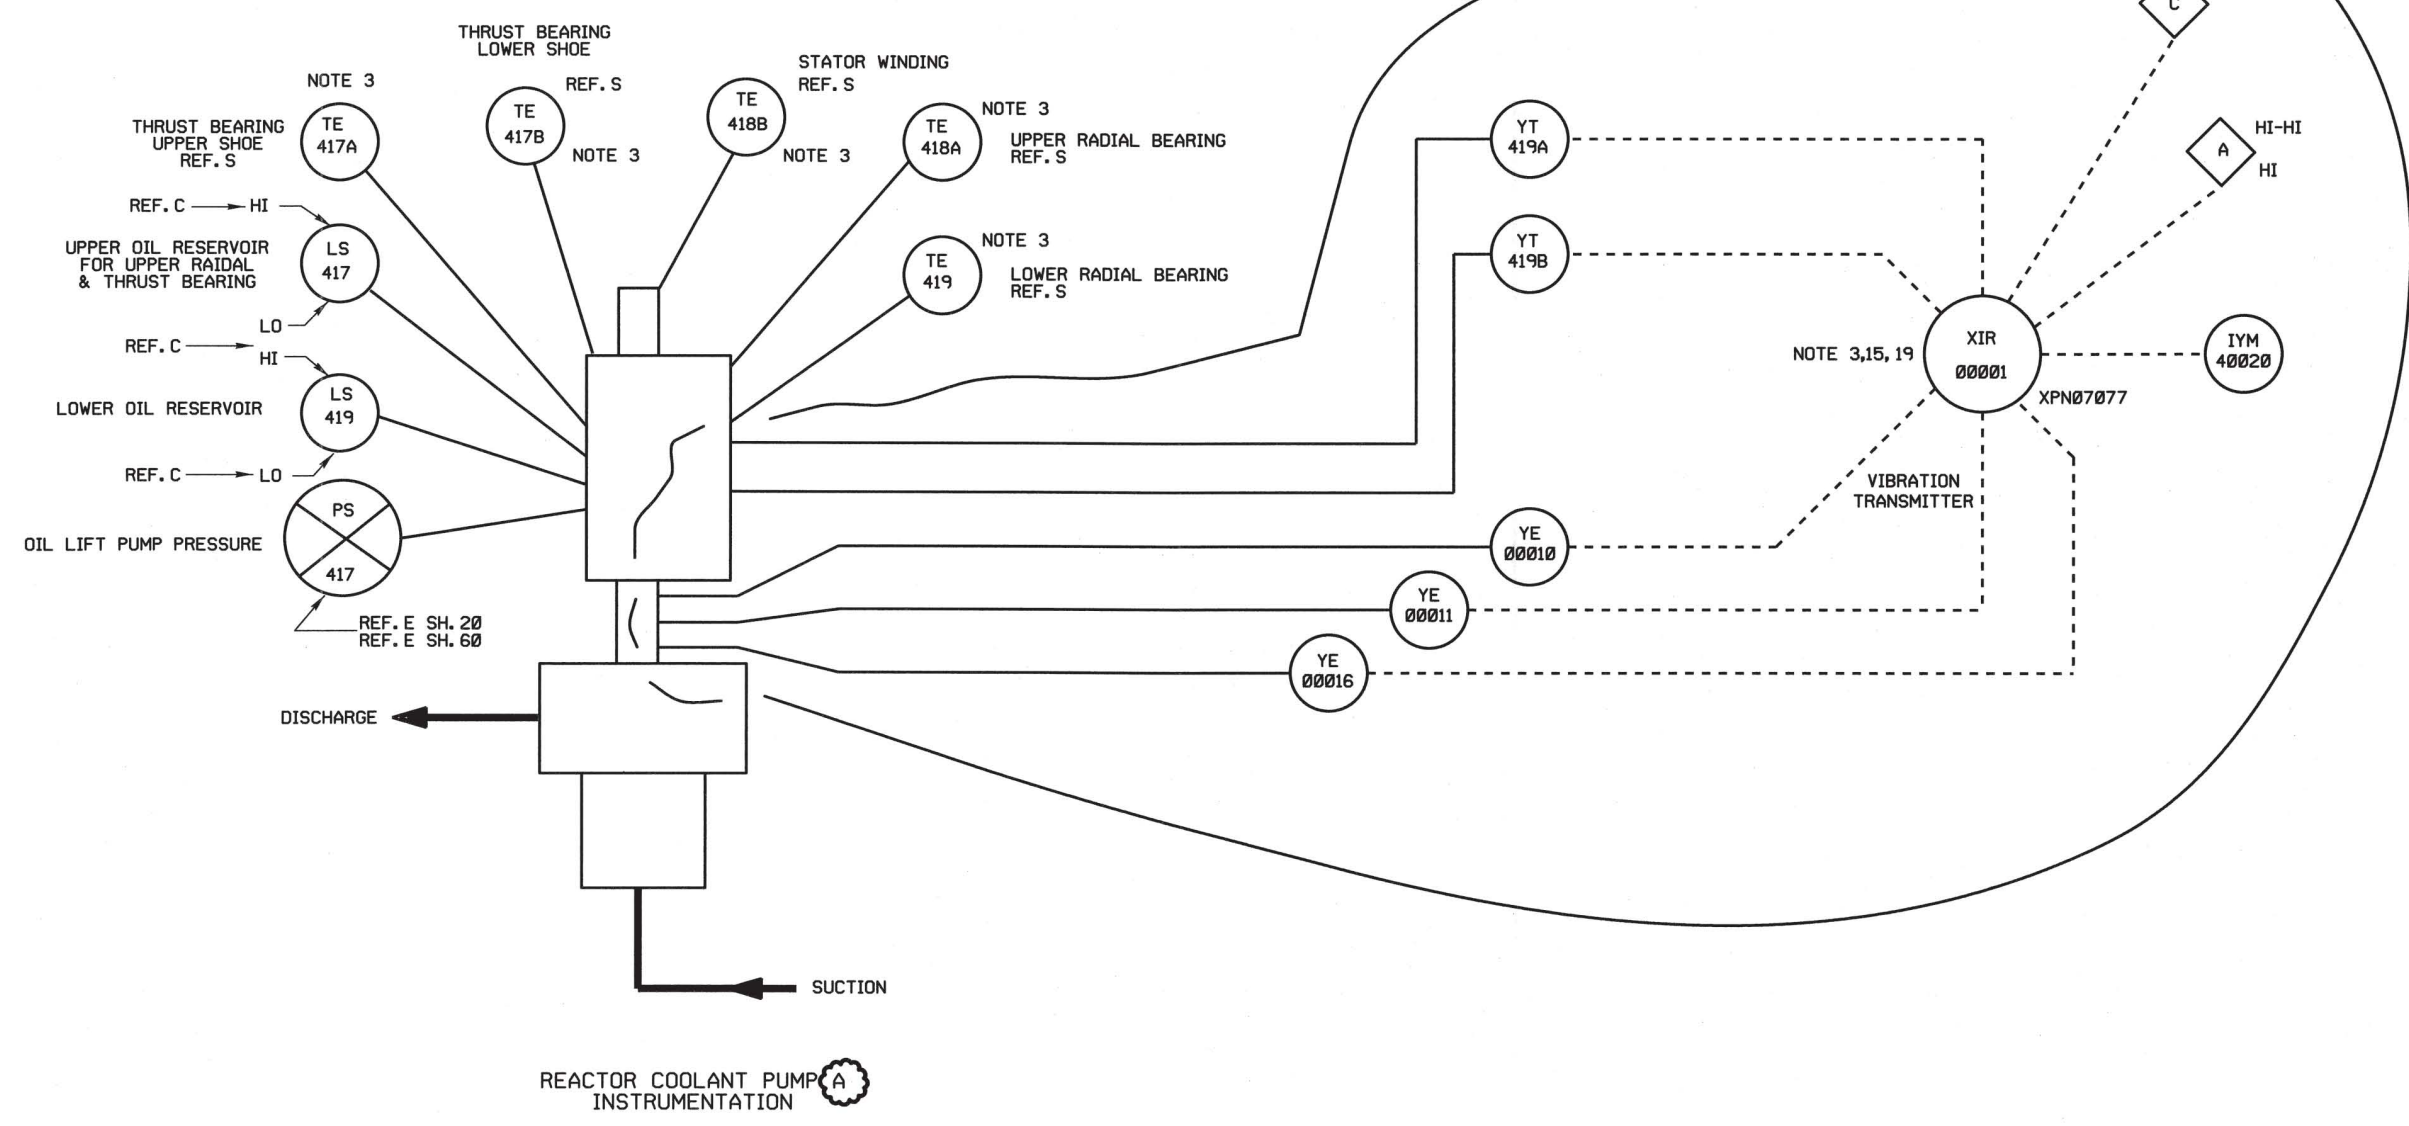 C
THRUST BEARING
LOWER SHOE
REF. S
TE
417B
NOTE 3
STATOR WINDING
REF. S
TE
418B
NOTE 3
NOTE 3
TE
417A
THRUST BEARING
UPPER SHOE
REF. S
NOTE 3
TE
418A
UPPER RADIAL BEARING
REF. S
YT
419A
A
HI-HI
HI
REF. C
HI
LS
417
UPPER OIL RESERVOIR
FOR UPPER RAIDAL
& THRUST BEARING
LO
NOTE 3
TE
419
LOWER RADIAL BEARING
REF. S
YT
419B
REF. C
HI
LS
419
LOWER OIL RESERVOIR
REF. C
LO
NOTE 3,15,19
XIR
00001
XPN07077
IYM
40020
VIBRATION
TRANSMITTER
PS
417
OIL LIFT PUMP PRESSURE
REF. E SH. 20
REF. E SH. 60
YE
00010
YE
00011
YE
00016
DISCHARGE
SUCTION
REACTOR COOLANT PUMP A
INSTRUMENTATION